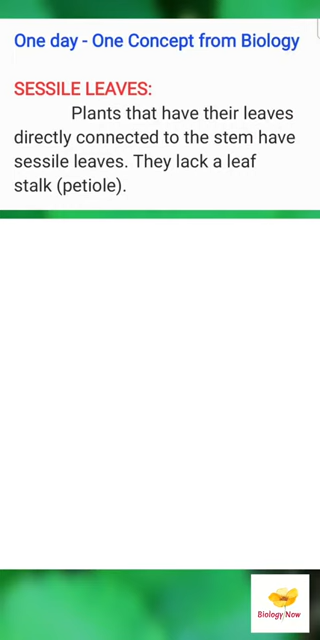 One day - One Concept from Biology
SESSILE LEAVES:
Plants that have their leaves
directly connected to the stem have
sessile leaves. They lack a leaf
stalk (petiole).
Biology Now